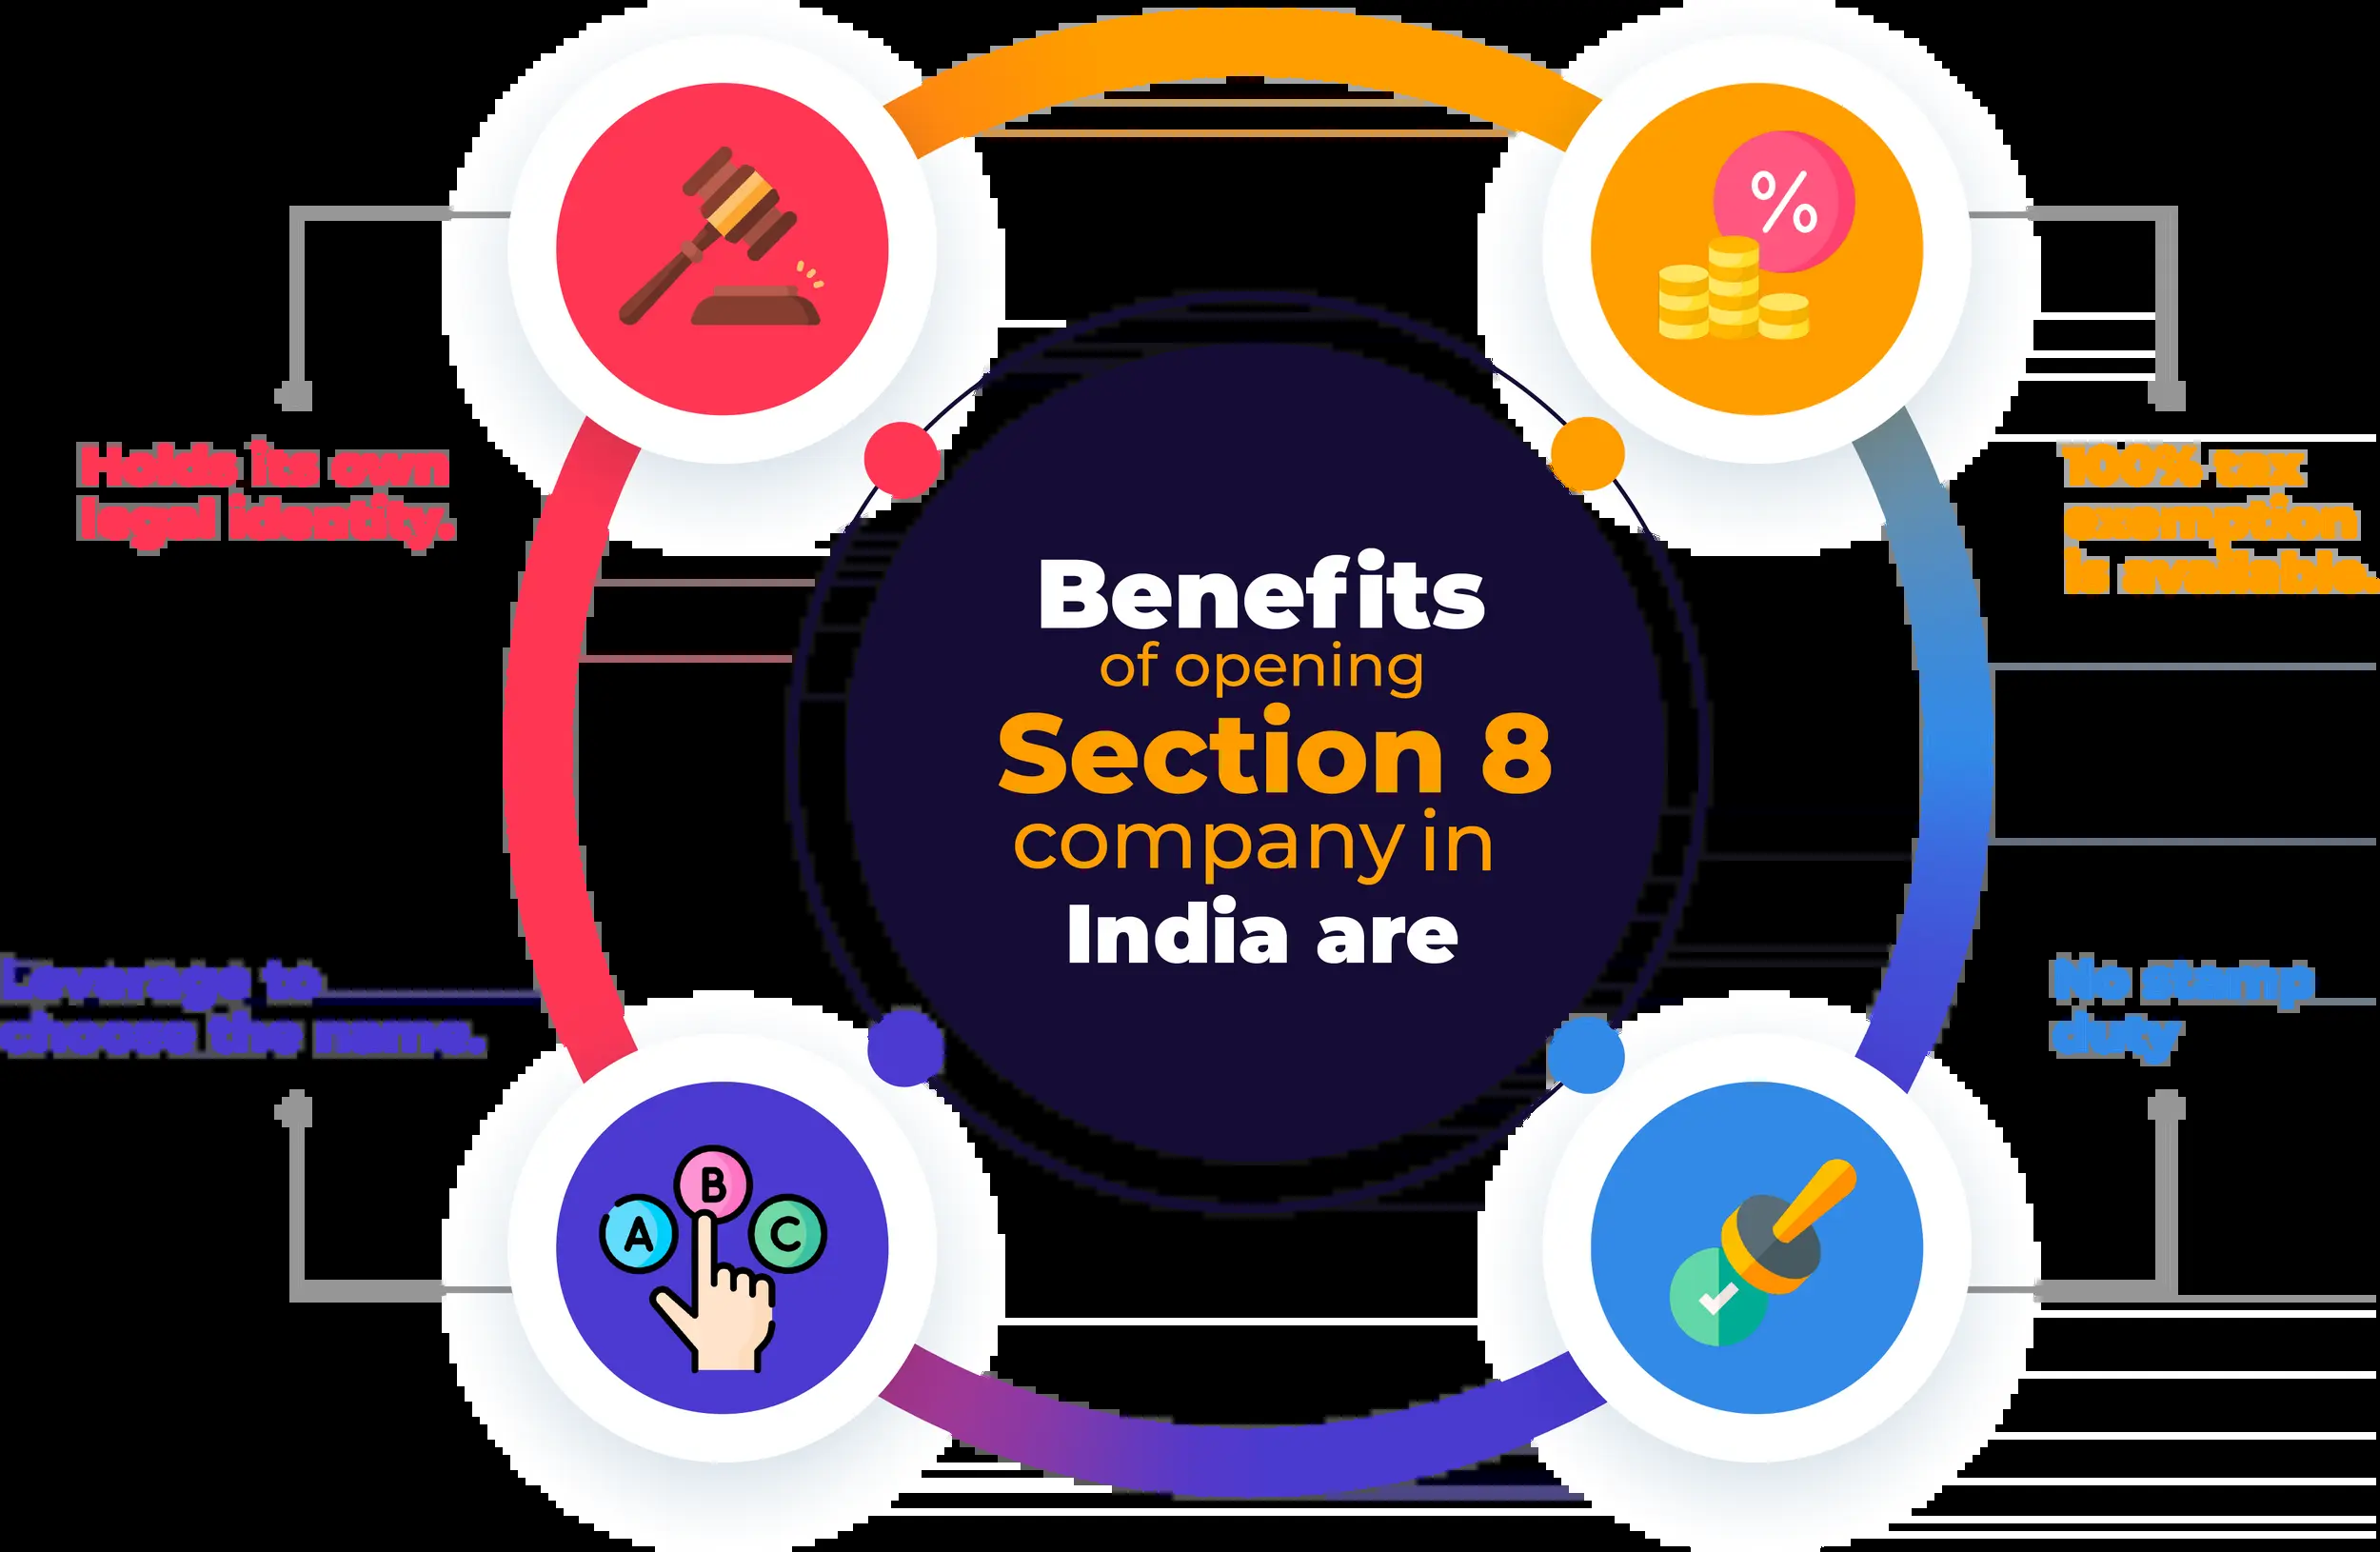 Holds its own
legal identity.
100% tax
exemption
is available.
Benefits
of opening
Section 8
company in
India are
Leverage to
choose the name.
No stamp
duty
A
B
C
%